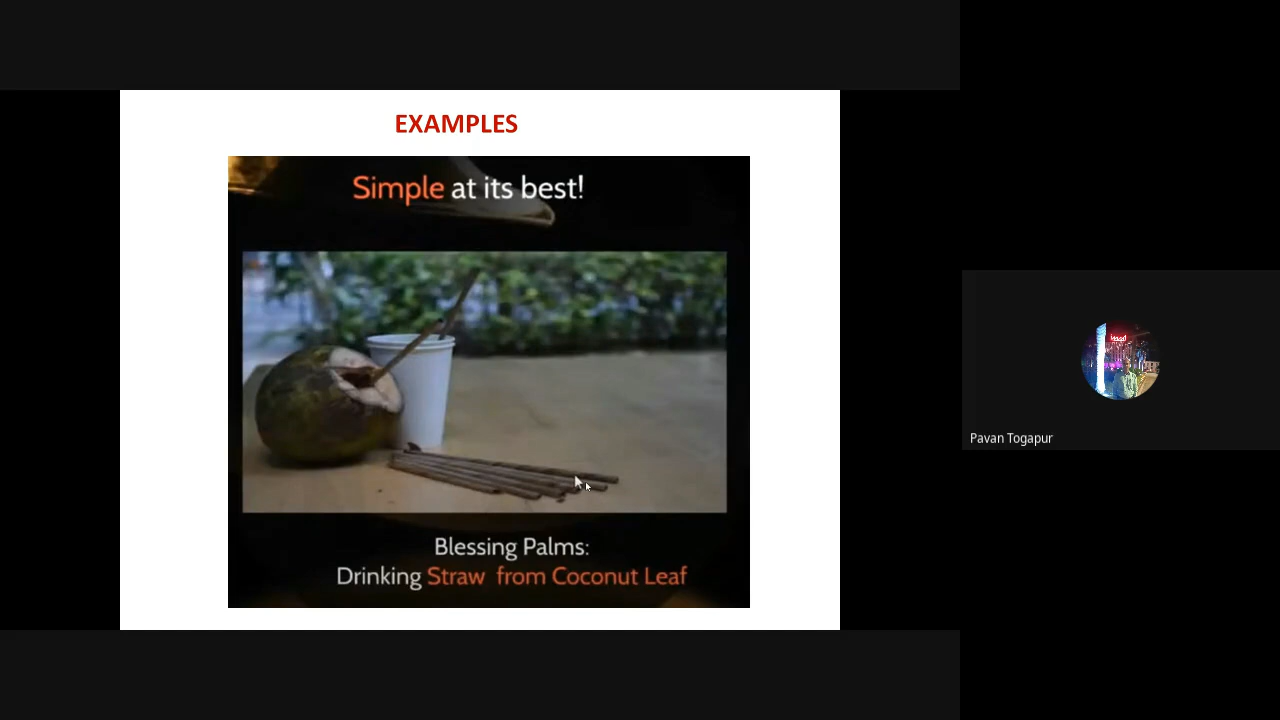 EXAMPLES
Simple at its best!
Blessing Palms:
Drinking Straw from Coconut Leaf
Pavan Togapur